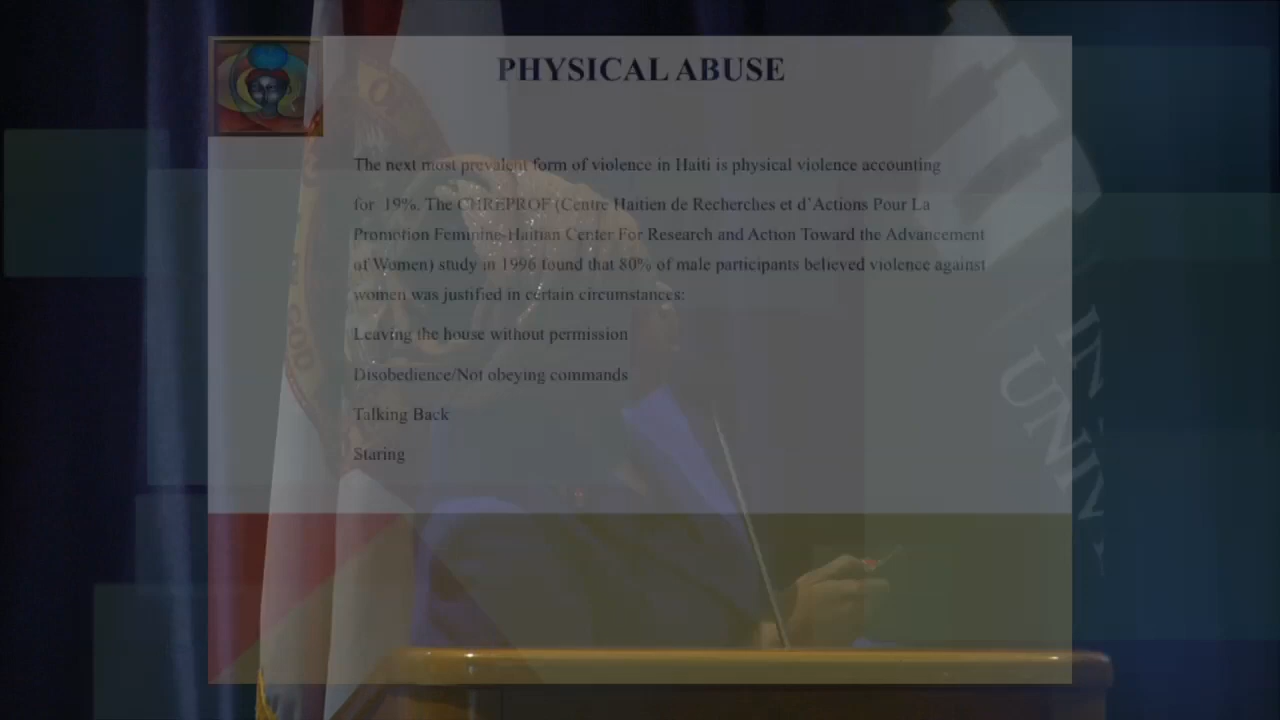 PHYSICAL ABUSE
The next most prevalent form of violence in Haiti is physical violence accounting
for 19%. The CHREPROF (Centre Haitien de Recherches et d'Actions Pour La
Promotion Feminine-Haitian Center For Research and Action Toward the Advancement
of Women) study in 1996 found that 80% of male participants believed violence against
women was justified in certain circumstances:
Leaving the house without permission
Disobedience/Not obeying commands
Talking Back
Staring